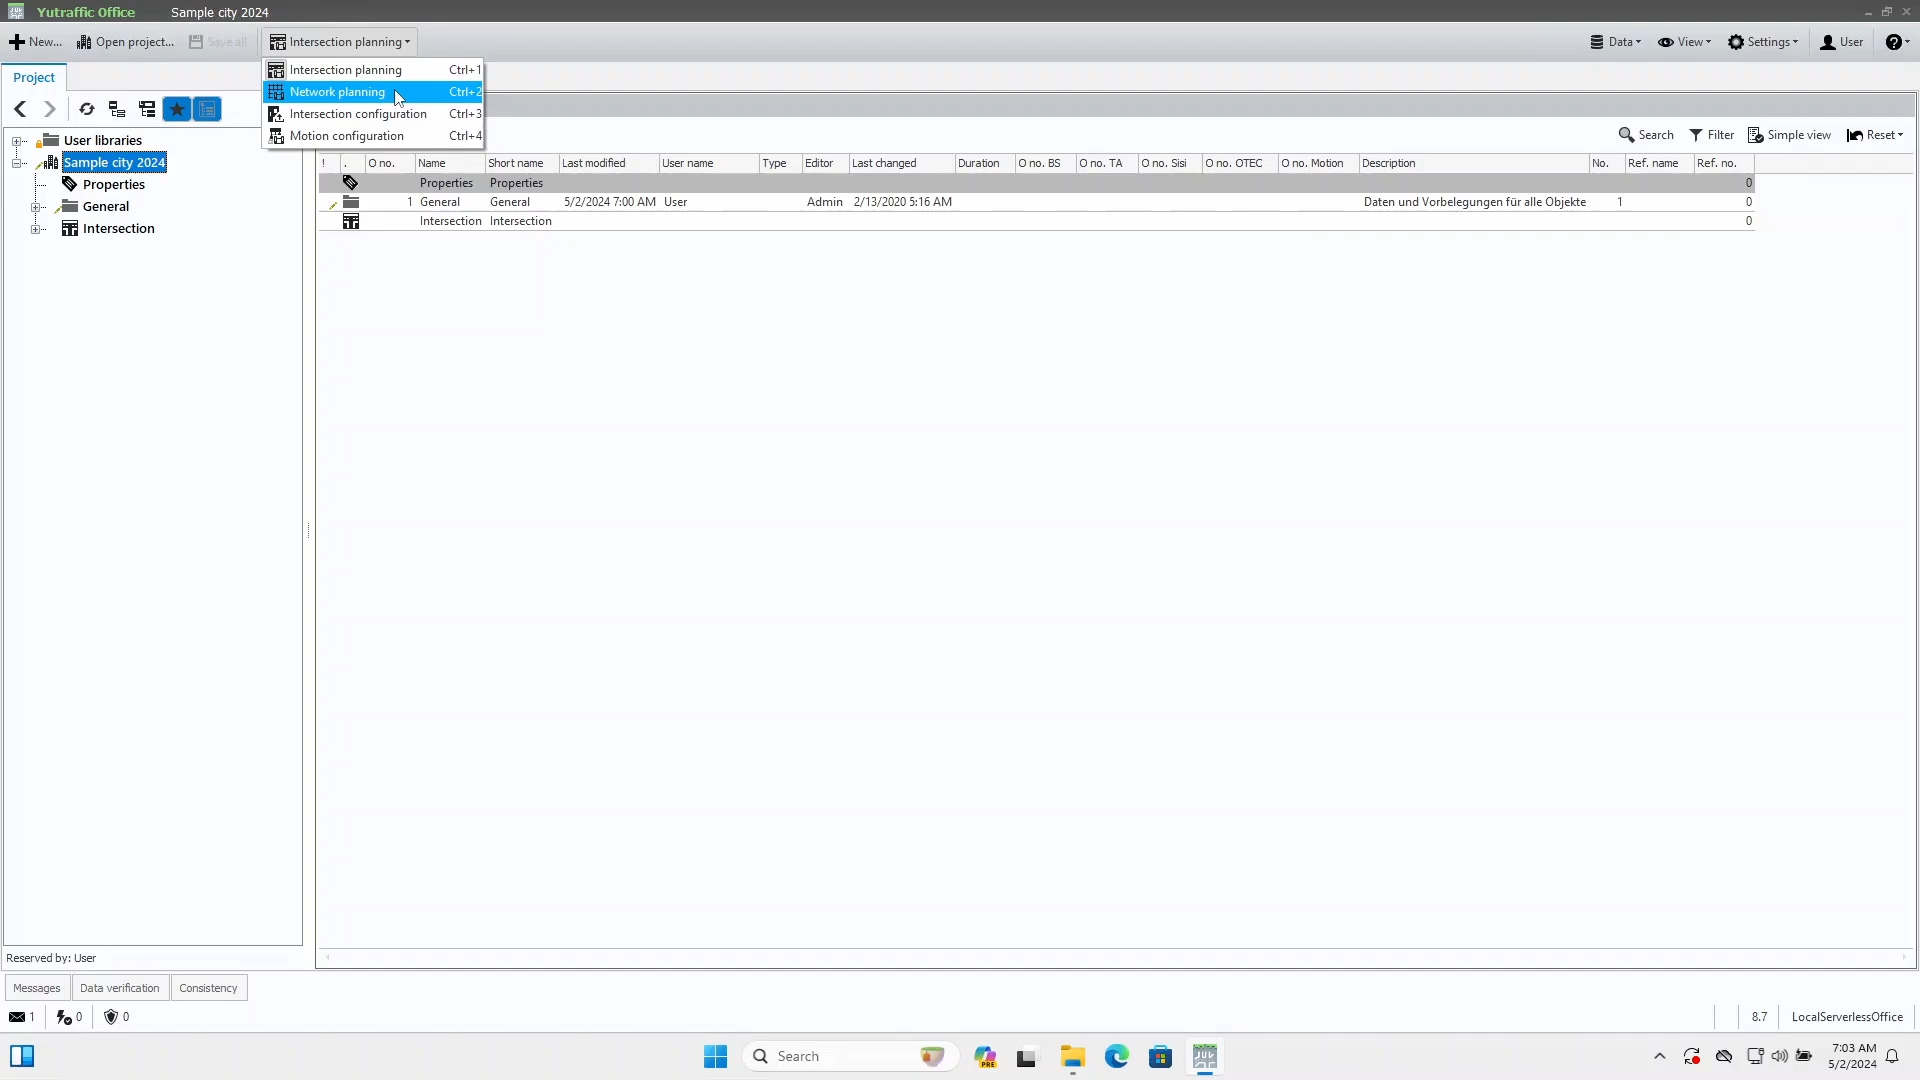 Yutraffic Office Sample city 2024
New... Open project... Save all Intersection planning Data View Settings User
Project
Intersection planning Ctrl+1
Network planning Ctrl+2
Intersection configuration Ctrl+3
Motion configuration Ctrl+4
Search Filter Simple view Reset
User libraries
Sample city 2024
Properties
General
Intersection
! . O no. Name Short name Last modified User name Type Editor Last changed Duration O no. BS O no. TA O no. Sisi O no. OTEC O no. Motion Description No. Ref. name Ref. no.
Properties Properties 0
1 General General 5/2/2024 7:00 AM User Admin 2/13/2020 5:16 AM Daten und Vorbelegungen für alle Objekte 1 0
Intersection Intersection 0
Reserved by: User
Messages Data verification Consistency
1 0 0 8.7 LocalServerlessOffice
Search PRE 7:03 AM
5/2/2024